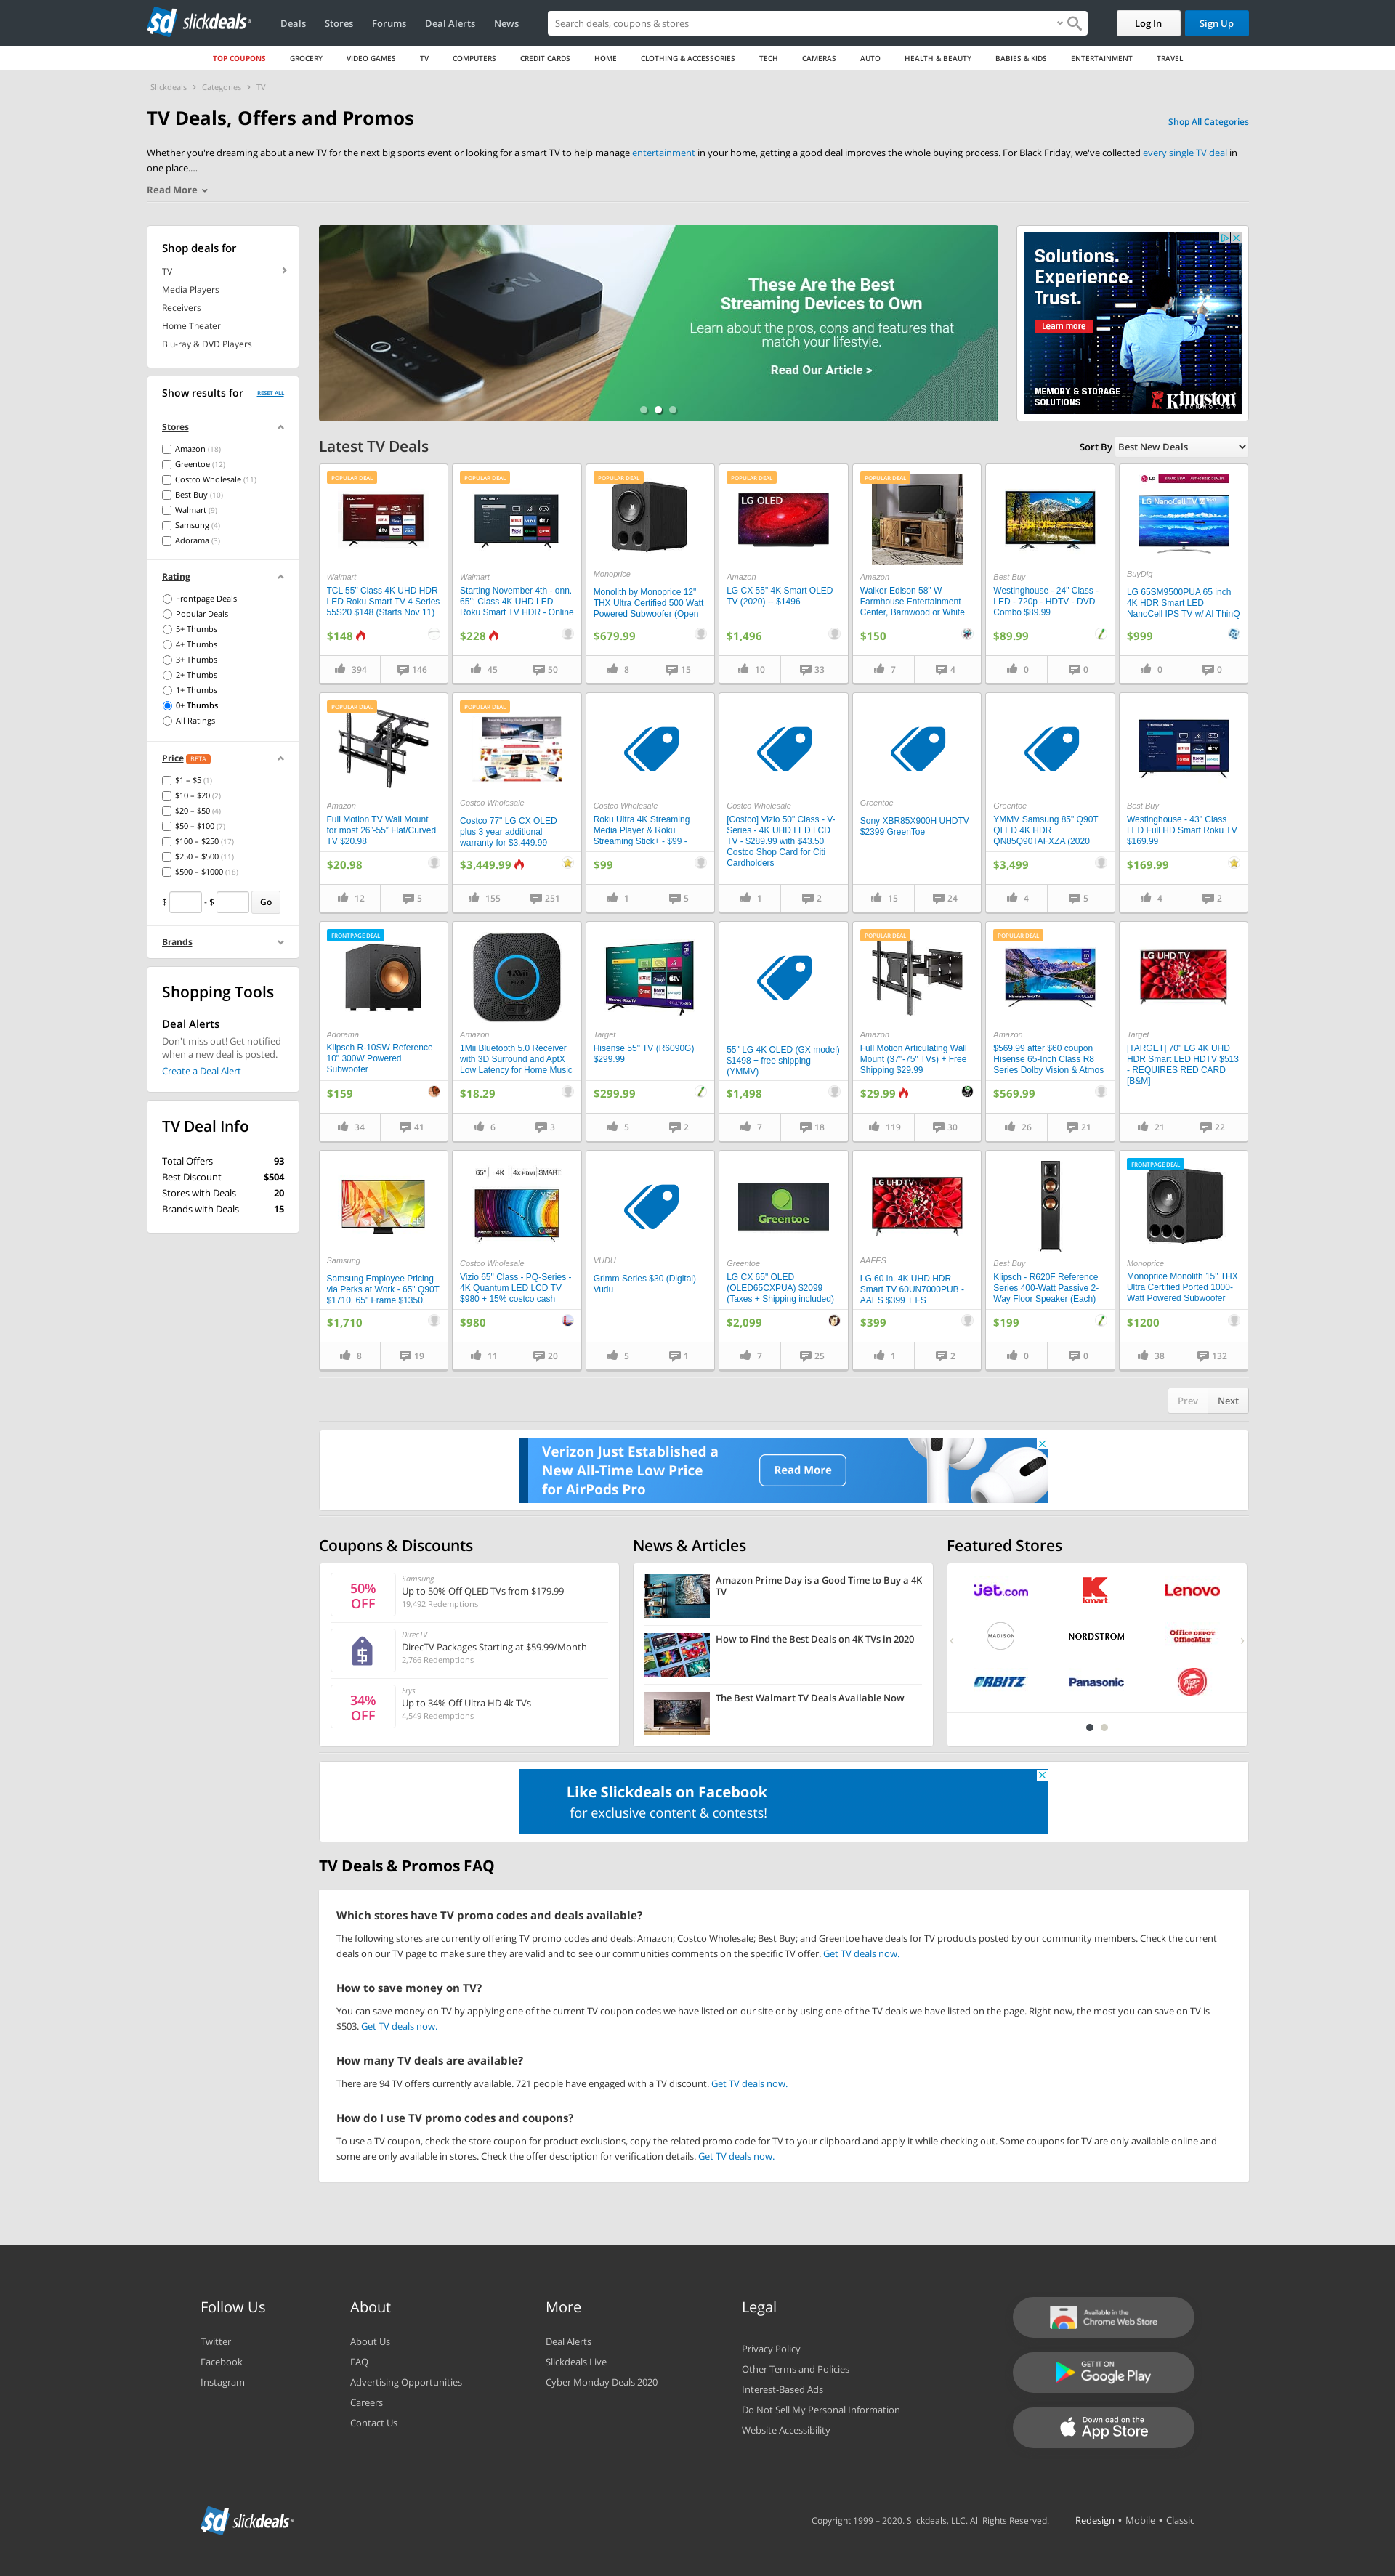 slickdeals
Deals
Stores
Forums
Deal Alerts
News
Search deals, coupons & stores
Log In
Sign Up
TOP COUPONS
GROCERY
VIDEO GAMES
TV
COMPUTERS
CREDIT CARDS
HOME
CLOTHING & ACCESSORIES
TECH
CAMERAS
AUTO
HEALTH & BEAUTY
BABIES & KIDS
ENTERTAINMENT
TRAVEL
Slickdeals › Categories › TV
TV Deals, Offers and Promos
Shop All Categories
Whether you're dreaming about a new TV for the next big sports event or looking for a smart TV to help manage entertainment in your home, getting a good deal improves the whole buying process. For Black Friday, we've collected every single TV deal in
one place....
Read More
Shop deals for
TV
Media Players
Receivers
Home Theater
Blu-ray & DVD Players
Show results for
RESET ALL
Stores
Amazon (18)
Greentoe (12)
Costco Wholesale (11)
Best Buy (10)
Walmart (9)
Samsung (4)
Adorama (3)
Rating
Frontpage Deals
Popular Deals
5+ Thumbs
4+ Thumbs
3+ Thumbs
2+ Thumbs
1+ Thumbs
0+ Thumbs
All Ratings
Price BETA
$1 – $5 (1)
$10 – $20 (2)
$20 – $50 (4)
$50 – $100 (7)
$100 – $250 (17)
$250 – $500 (11)
$500 – $1000 (18)
$ - $ Go
Brands
Shopping Tools
Deal Alerts
Don't miss out! Get notified
when a new deal is posted.
Create a Deal Alert
TV Deal Info
Total Offers 93
Best Discount $504
Stores with Deals 20
Brands with Deals 15
tv
These Are the Best
Streaming Devices to Own
Learn about the pros, cons and features that
match your lifestyle.
Read Our Article >
Solutions.
Experience.
Trust.
Learn more
MEMORY & STORAGE
SOLUTIONS
Kingston
TECHNOLOGY
Latest TV Deals
Sort By Best New Deals
POPULAR DEAL
Walmart
TCL 55" Class 4K UHD HDR
LED Roku Smart TV 4 Series
55S20 $148 (Starts Nov 11)
$148
394
146
POPULAR DEAL
Walmart
Starting November 4th - onn.
65"; Class 4K UHD LED
Roku Smart TV HDR - Online
$228
45
50
POPULAR DEAL
Monoprice
Monolith by Monoprice 12"
THX Ultra Certified 500 Watt
Powered Subwoofer (Open
$679.99
8
15
POPULAR DEAL
LG OLED
Amazon
LG CX 55" 4K Smart OLED
TV (2020) -- $1496
$1,496
10
33
POPULAR DEAL
Amazon
Walker Edison 58" W
Farmhouse Entertainment
Center, Barnwood or White
$150
7
4
Best Buy
Westinghouse - 24" Class -
LED - 720p - HDTV - DVD
Combo $89.99
$89.99
0
0
LG
LG NanoCell TV
BuyDig
LG 65SM9500PUA 65 inch
4K HDR Smart LED
NanoCell IPS TV w/ AI ThinQ
$999
0
0
POPULAR DEAL
Amazon
Full Motion TV Wall Mount
for most 26"-55" Flat/Curved
TV $20.98
$20.98
12
5
POPULAR DEAL
Costco Wholesale
Costco 77" LG CX OLED
plus 3 year additional
warranty for $3,449.99
$3,449.99
155
251
Costco Wholesale
Roku Ultra 4K Streaming
Media Player & Roku
Streaming Stick+ - $99 -
$99
1
5
Costco Wholesale
[Costco] Vizio 50" Class - V-
Series - 4K UHD LED LCD
TV - $289.99 with $43.50
Costco Shop Card for Citi
Cardholders
1
2
Greentoe
Sony XBR85X900H UHDTV
$2399 GreenToe
15
24
Greentoe
YMMV Samsung 85" Q90T
QLED 4K HDR
QN85Q90TAFXZA (2020
$3,499
4
5
Best Buy
Westinghouse - 43" Class
LED Full HD Smart Roku TV
$169.99
$169.99
4
2
FRONTPAGE DEAL
Adorama
Klipsch R-10SW Reference
10" 300W Powered
Subwoofer
$159
34
41
1Mii
Amazon
1Mii Bluetooth 5.0 Receiver
with 3D Surround and AptX
Low Latency for Home Music
$18.29
6
3
Target
Hisense 55" TV (R6090G)
$299.99
$299.99
5
2
55" LG 4K OLED (GX model)
$1498 + free shipping
(YMMV)
$1,498
7
18
POPULAR DEAL
Amazon
Full Motion Articulating Wall
Mount (37"-75" TVs) + Free
Shipping $29.99
$29.99
119
30
POPULAR DEAL
Amazon
$569.99 after $60 coupon
Hisense 65-Inch Class R8
Series Dolby Vision & Atmos
$569.99
26
21
LG UHD TV
Target
[TARGET] 70" LG 4K UHD
HDR Smart LED HDTV $513
- REQUIRES RED CARD
[B&M]
21
22
Samsung
Samsung Employee Pricing
via Perks at Work - 65" Q90T
$1710, 65" Frame $1350,
$1,710
8
19
65" 4K 4X HDMI SMART
Costco Wholesale
Vizio 65" Class - PQ-Series -
4K Quantum LED LCD TV
$980 + 15% costco cash
$980
11
20
VUDU
Grimm Series $30 (Digital)
Vudu
5
1
Greentoe
Greentoe
LG CX 65" OLED
(OLED65CXPUA) $2099
(Taxes + Shipping included)
$2,099
7
25
LG UHD TV
AAFES
LG 60 in. 4K UHD HDR
Smart TV 60UN7000PUB -
AAES $399 + FS
$399
1
2
Best Buy
Klipsch - R620F Reference
Series 400-Watt Passive 2-
Way Floor Speaker (Each)
$199
0
0
FRONTPAGE DEAL
Monoprice
Monoprice Monolith 15" THX
Ultra Certified Ported 1000-
Watt Powered Subwoofer
$1200
38
132
Prev
Next
Verizon Just Established a
New All-Time Low Price
for AirPods Pro
Read More
Coupons & Discounts
50%
OFF
Samsung
Up to 50% Off QLED TVs from $179.99
19,492 Redemptions
DirecTV
DirecTV Packages Starting at $59.99/Month
2,766 Redemptions
34%
OFF
Frys
Up to 34% Off Ultra HD 4k TVs
4,549 Redemptions
News & Articles
Amazon Prime Day is a Good Time to Buy a 4K
TV
How to Find the Best Deals on 4K TVs in 2020
The Best Walmart TV Deals Available Now
Featured Stores
Jet.com
K
kmart
Lenovo
MADISON
NORDSTROM
Office DEPOT
OfficeMax
ORBITZ
Panasonic
Pizza Hut
Like Slickdeals on Facebook
for exclusive content & contests!
TV Deals & Promos FAQ
Which stores have TV promo codes and deals available?
The following stores are currently offering TV promo codes and deals: Amazon; Costco Wholesale; Best Buy; and Greentoe have deals for TV products posted by our community members. Check the current
deals on our TV page to make sure they are valid and to see our communities comments on the specific TV offer. Get TV deals now.
How to save money on TV?
You can save money on TV by applying one of the current TV coupon codes we have listed on our site or by using one of the TV deals we have listed on the page. Right now, the most you can save on TV is
$503. Get TV deals now.
How many TV deals are available?
There are 94 TV offers currently available. 721 people have engaged with a TV discount. Get TV deals now.
How do I use TV promo codes and coupons?
To use a TV coupon, check the store coupon for product exclusions, copy the related promo code for TV to your clipboard and apply it while checking out. Some coupons for TV are only available online and
some are only available in stores. Check the offer description for verification details. Get TV deals now.
Follow Us
Twitter
Facebook
Instagram
About
About Us
FAQ
Advertising Opportunities
Careers
Contact Us
More
Deal Alerts
Slickdeals Live
Cyber Monday Deals 2020
Legal
Privacy Policy
Other Terms and Policies
Interest-Based Ads
Do Not Sell My Personal Information
Website Accessibility
Available in the
Chrome Web Store
GET IT ON
Google Play
Download on the
App Store
slickdeals
Copyright 1999 – 2020. Slickdeals, LLC. All Rights Reserved.
Redesign • Mobile • Classic